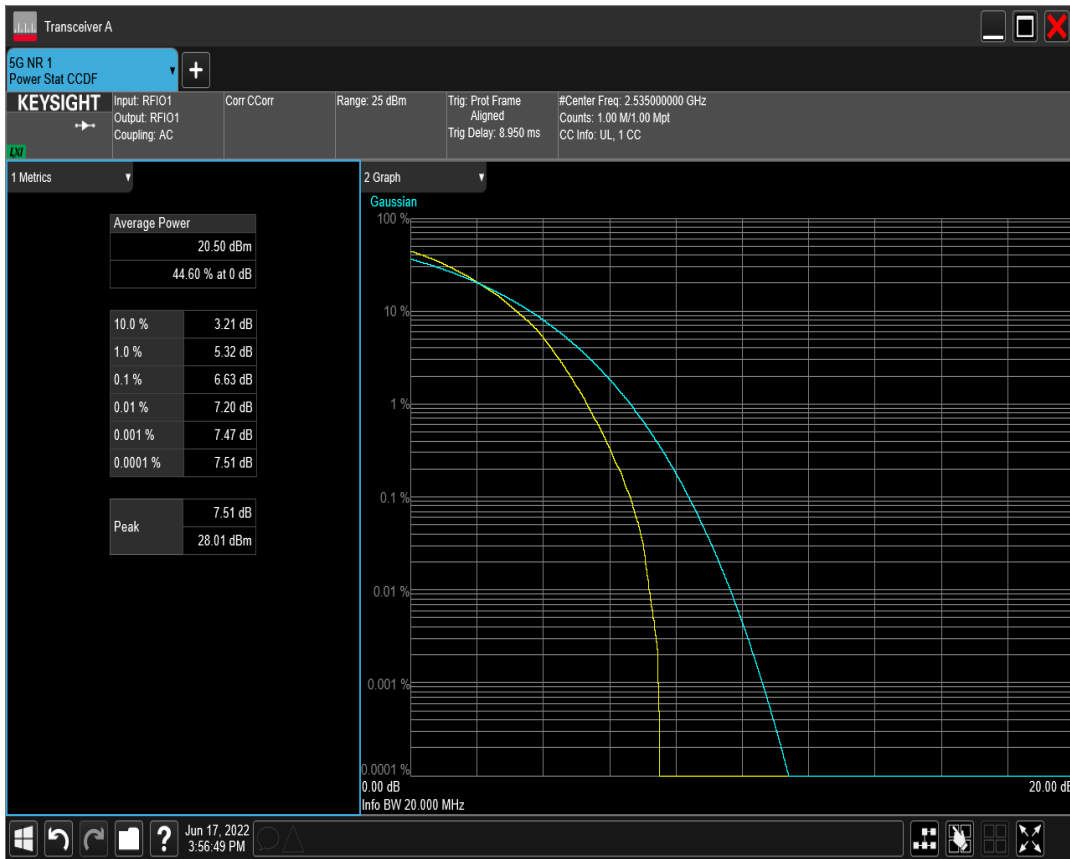 Transceiver A
5G NR 1
Power Stat CCDF
KEYSIGHT
LXI
Input: RFIO1
Output: RFIO1
Coupling: AC
Corr CCorr
Range: 25 dBm
Trig: Prot Frame
Aligned
Trig Delay: 8.950 ms
#Center Freq: 2.535000000 GHz
Counts: 1.00 M/1.00 Mpt
CC Info: UL, 1 CC
1 Metrics
Average Power
20.50 dBm
44.60 % at 0 dB
10.0 % 3.21 dB
1.0 % 5.32 dB
0.1 % 6.63 dB
0.01 % 7.20 dB
0.001 % 7.47 dB
0.0001 % 7.51 dB
Peak
7.51 dB
28.01 dBm
2 Graph
Gaussian
100 %
10 %
1 %
0.1 %
0.01 %
0.001 %
0.0001 %
0.00 dB 20.00 dB
Info BW 20.000 MHz
?
Jun 17, 2022
3:56:49 PM